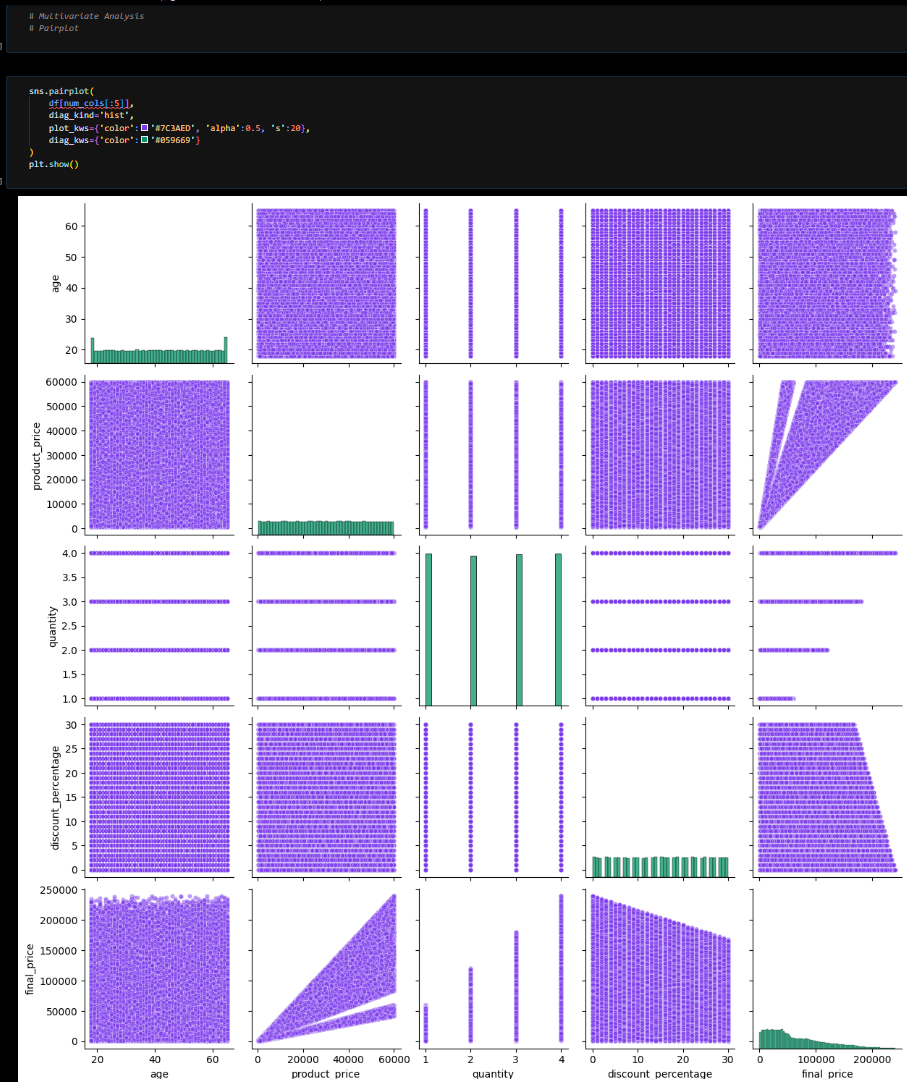 # Multivariate Analysis
# Pairplot
sns.pairplot(
df[num_cols[:5]],
diag_kind='hist',
plot_kws={'color':'#7C3AED', 'alpha':0.5, 's':20},
diag_kws={'color':'#059669'}
)
plt.show()
60
50
40
30
20
age
60000
50000
40000
30000
20000
10000
0
product_price
4.0
3.5
3.0
2.5
2.0
1.5
1.0
quantity
30
25
20
15
10
5
0
discount_percentage
250000
200000
150000
100000
50000
0
final_price
20 40 60
0 20000 40000 60000
1 2 3 4
0 10 20 30
0 100000 200000
age product_price quantity discount_percentage final_price